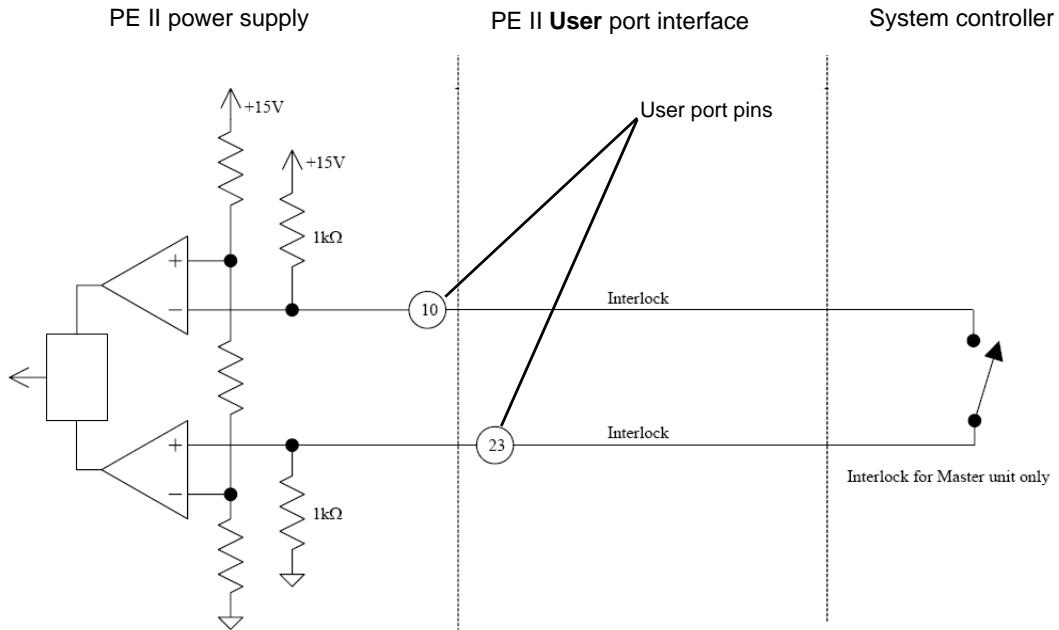 PE II power supply
PE II User port interface
System controller
+15V
User port pins
+15V
1kΩ
+
−
10
Interlock
+
23
Interlock
−
Interlock for Master unit only
1kΩ